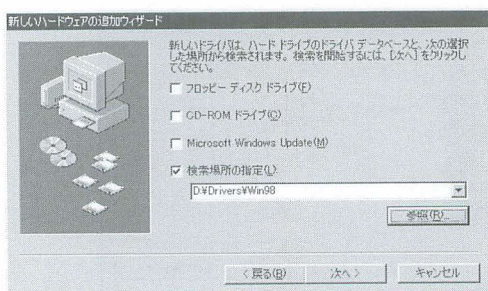 新しいハードウェアの追加ウィザード
新しいドライバは、ハード ドライブのドライバ データベースと、次の選択
した場所から検索されます。検索を開始するには、[次へ] をクリックし
てください。
フロッピー ディスク ドライブ(F)
CD-ROM ドライブ(C)
Microsoft Windows Update(M)
検索場所の指定(L):
D:¥Drivers¥Win98
参照(R)...
< 戻る(B)
次へ >
キャンセル